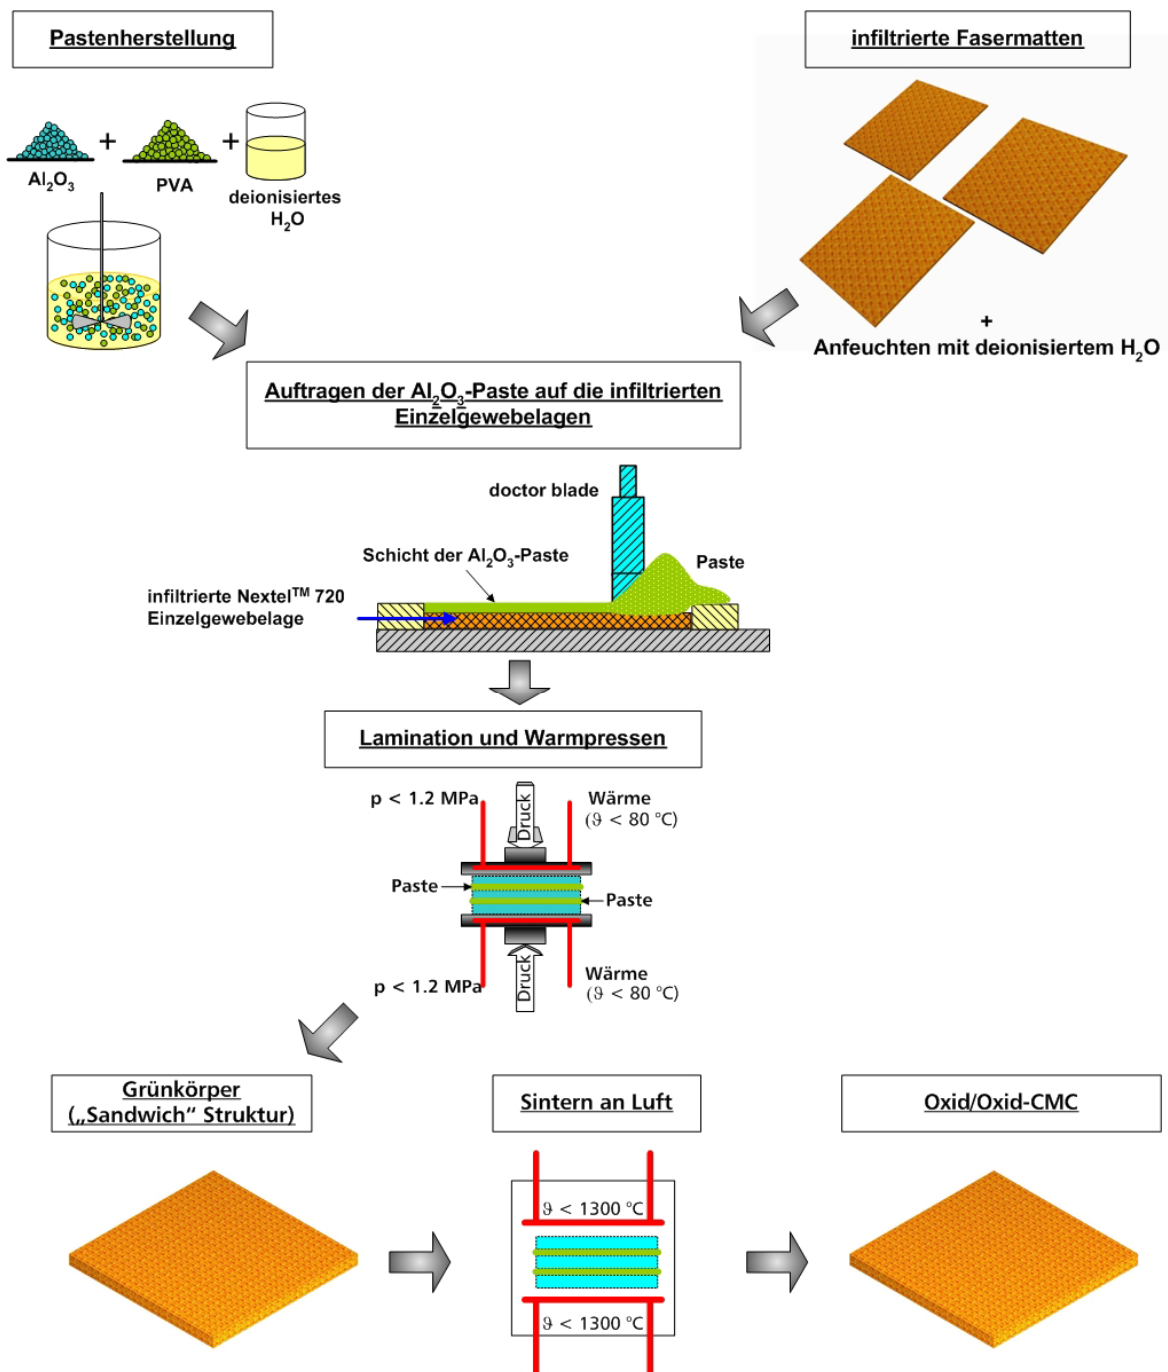 Pastenherstellung
infiltrierte Fasermatten
+
+
Al₂O₃
PVA
deionisiertes
H₂O
+
Anfeuchten mit deionisiertem H₂O
Auftragen der Al₂O₃-Paste auf die infiltrierten
Einzelgewebelagen
doctor blade
Schicht der Al₂O₃-Paste
Paste
infiltrierte Nextel™ 720
Einzelgewebelage
Lamination und Warmpressen
p < 1.2 MPa
Druck
Wärme
(ϑ < 80 °C)
Paste
Paste
p < 1.2 MPa
Druck
Wärme
(ϑ < 80 °C)
Grünkörper
(„Sandwich“ Struktur)
Sintern an Luft
Oxid/Oxid-CMC
ϑ < 1300 °C
ϑ < 1300 °C